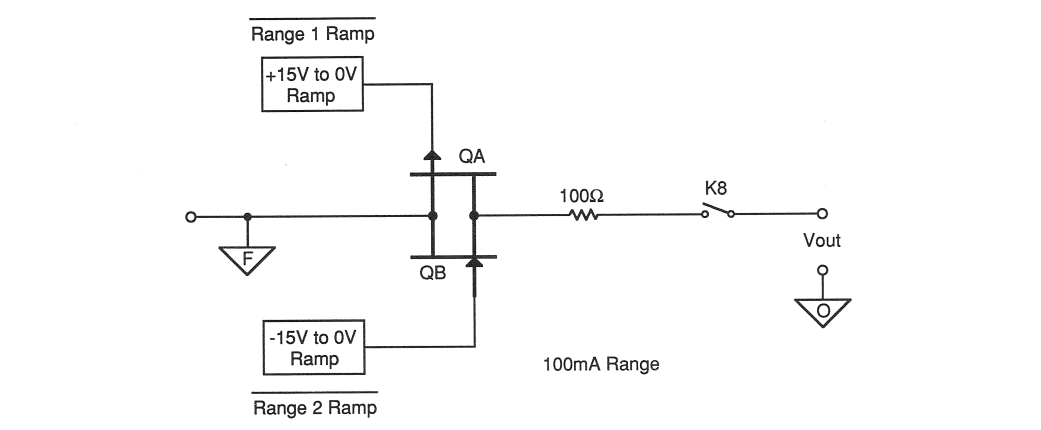 Range 1 Ramp
+15V to 0V
Ramp
QA
100Ω
K8
F
Vout
QB
O
-15V to 0V
Ramp
100mA Range
Range 2 Ramp